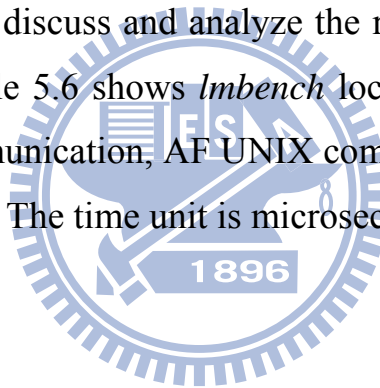 discuss and analyze the r
le 5.6 shows lmbench loc
nunication, AF UNIX com
The time unit is microsec
E S
1896